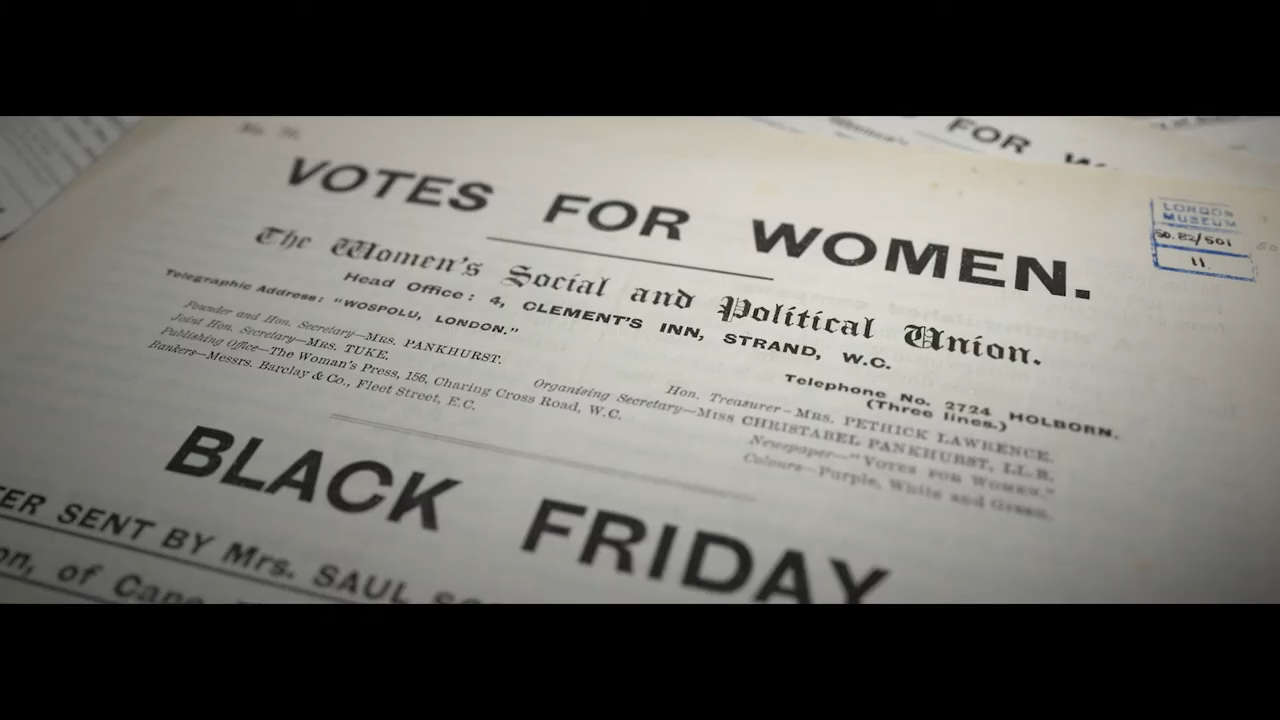 VOTES FOR WOMEN.
The Women's Social and Political Union.
Head Office: 4, CLEMENT'S INN, STRAND, W.C.
Telegraphic Address: "WOSPOLU, LONDON."
Telephone No. 2724 HOLBORN.
(Three lines.)
Founder and Hon. Secretary—Mrs. PANKHURST.
Hon. Treasurer—MRS. PETHICK LAWRENCE.
Joint Hon. Secretary—Mrs. TUKE.
Organising Secretary—MISS CHRISTABEL PANKHURST, LL.B.
Publishing Office—The Woman's Press, 156, Charing Cross Road, W.C.
Newspaper—"VOTES FOR WOMEN."
Bankers—Messrs. Barclay & Co., Fleet Street, E.C.
Colours—Purple, White and Green.
BLACK FRIDAY
SENT BY Mrs. SAUL
of Cape
FOR
LONDON
MUSEUM
50.82/501
11.